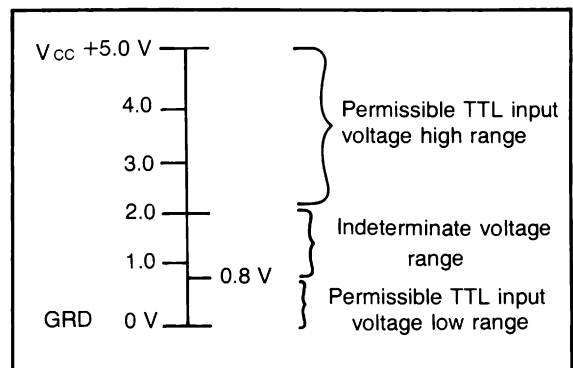 Vcc +5.0 V
4.0
Permissible TTL input
voltage high range
3.0
2.0
Indeterminate voltage
range
1.0
0.8 V
Permissible TTL input
voltage low range
GRD 0 V